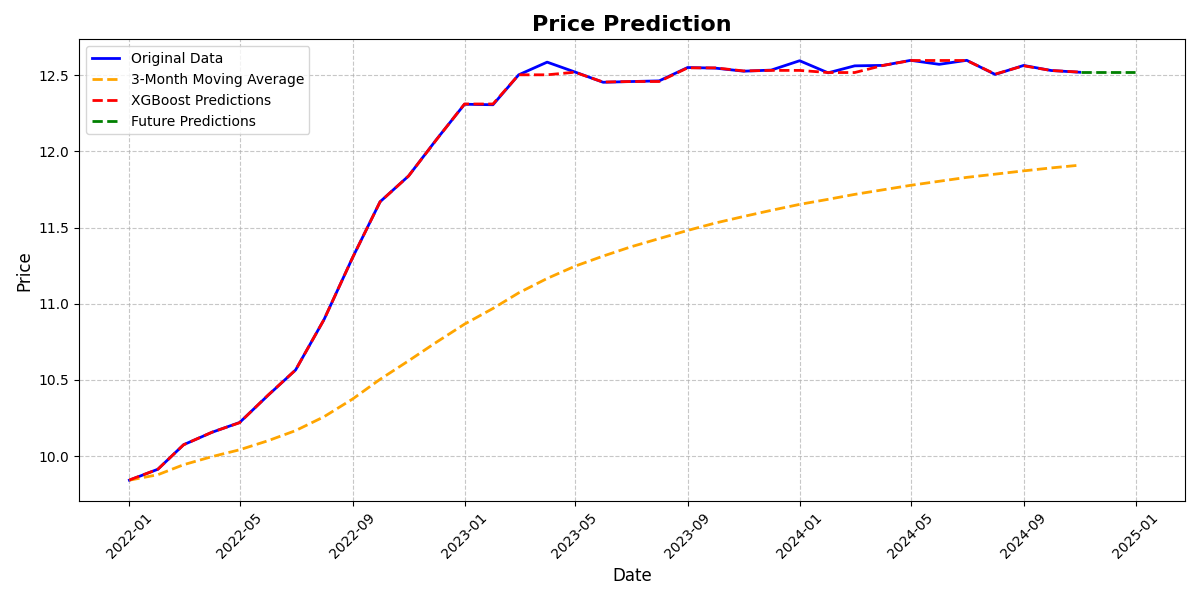 Price Prediction
Original Data
3-Month Moving Average
XGBoost Predictions
Future Predictions
12.5
12.0
11.5
11.0
10.5
10.0
Price
2022-01
2022-05
2022-09
2023-01
2023-05
2023-09
2024-01
2024-05
2024-09
2025-01
Date